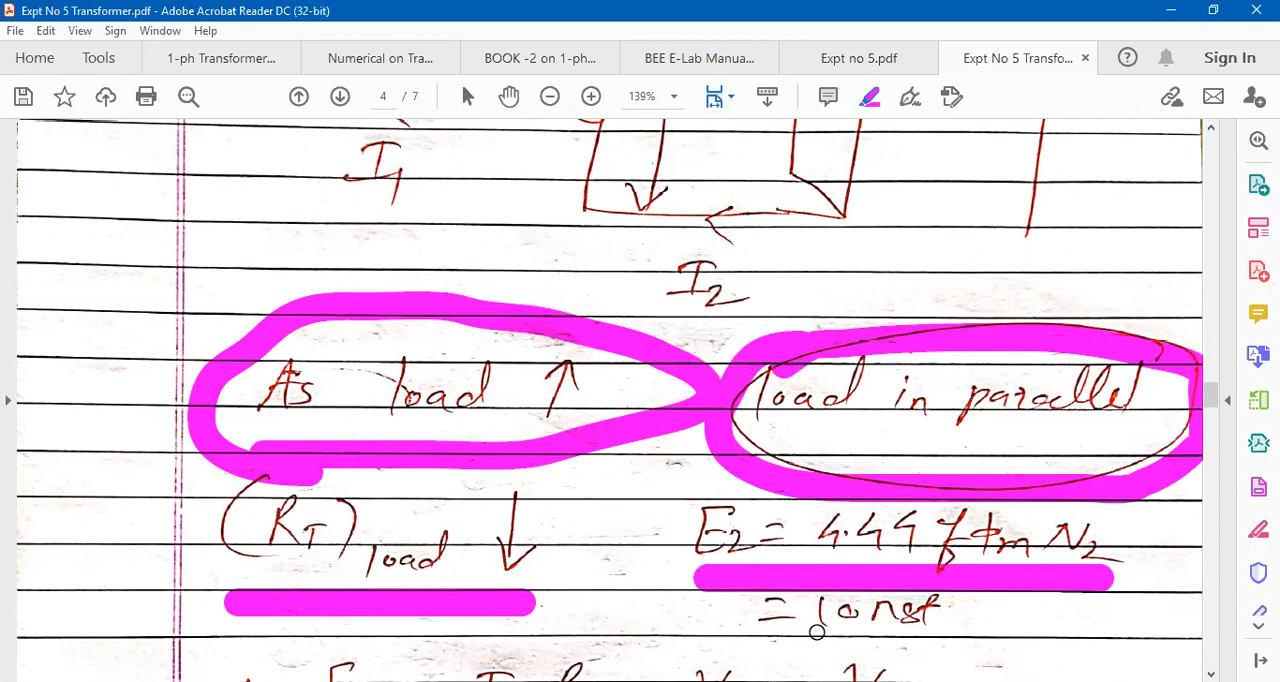 Expt No 5 Transformer.pdf - Adobe Acrobat Reader DC (32-bit)
File Edit View Sign Window Help
Home Tools 1-ph Transformer... Numerical on Tra... BOOK -2 on 1-ph... BEE E-Lab Manua... Expt no 5.pdf Expt No 5 Transfo... × Sign In
4 / 7 139%
I1
I2
As load ↑ load in parallel
(RT)load ↓ E2 = 4.44 f ϕm N2
= const